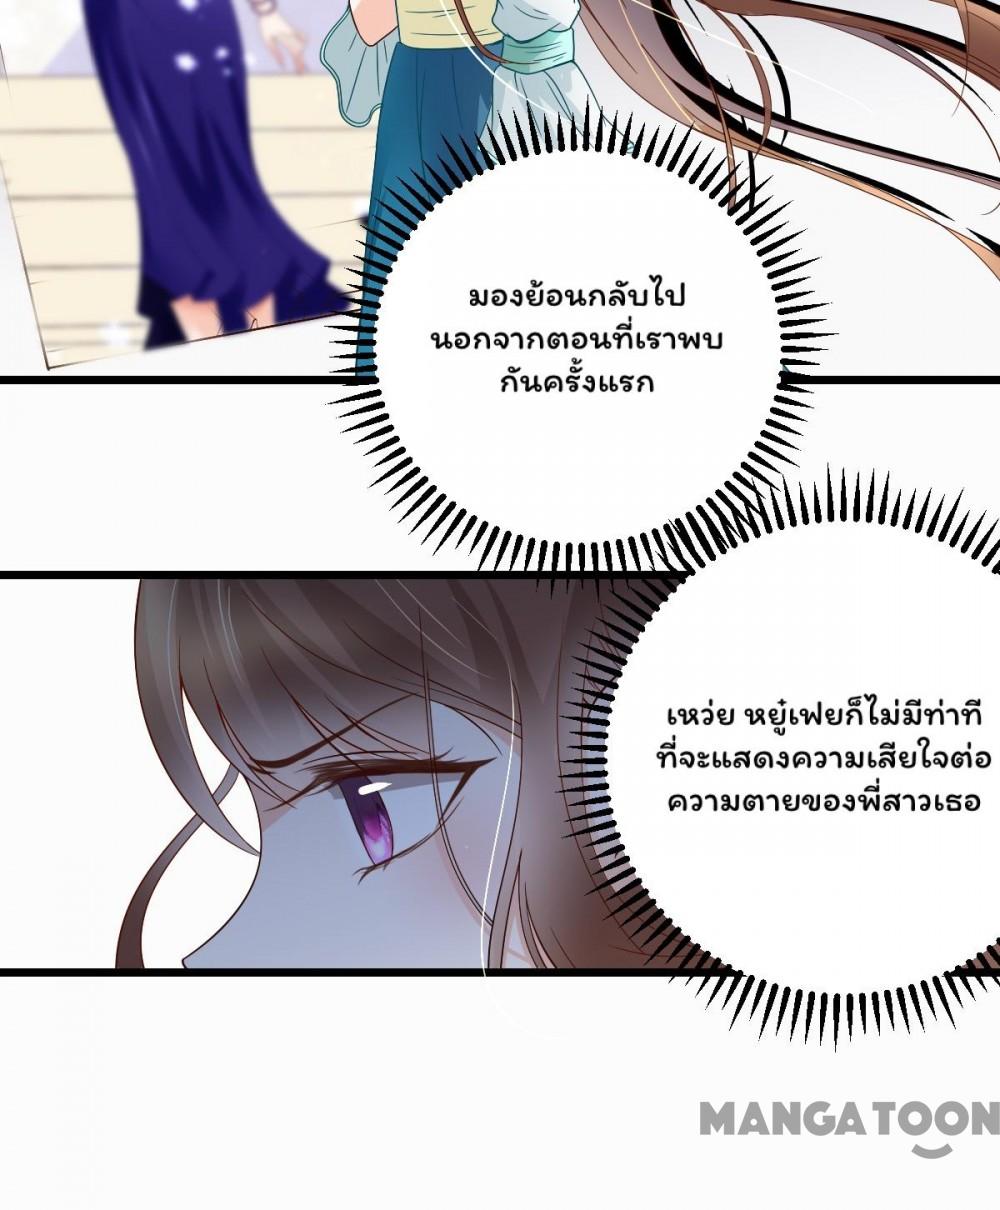 มองย้อนกลับไป
นอกจากตอนที่เราพบ
กันครั้งแรก
เหว่ย หยู่เฟยก็ไม่มีท่าที
ที่จะแสดงความเสียใจต่อ
ความตายของพี่สาวเธอ
MANGATOON